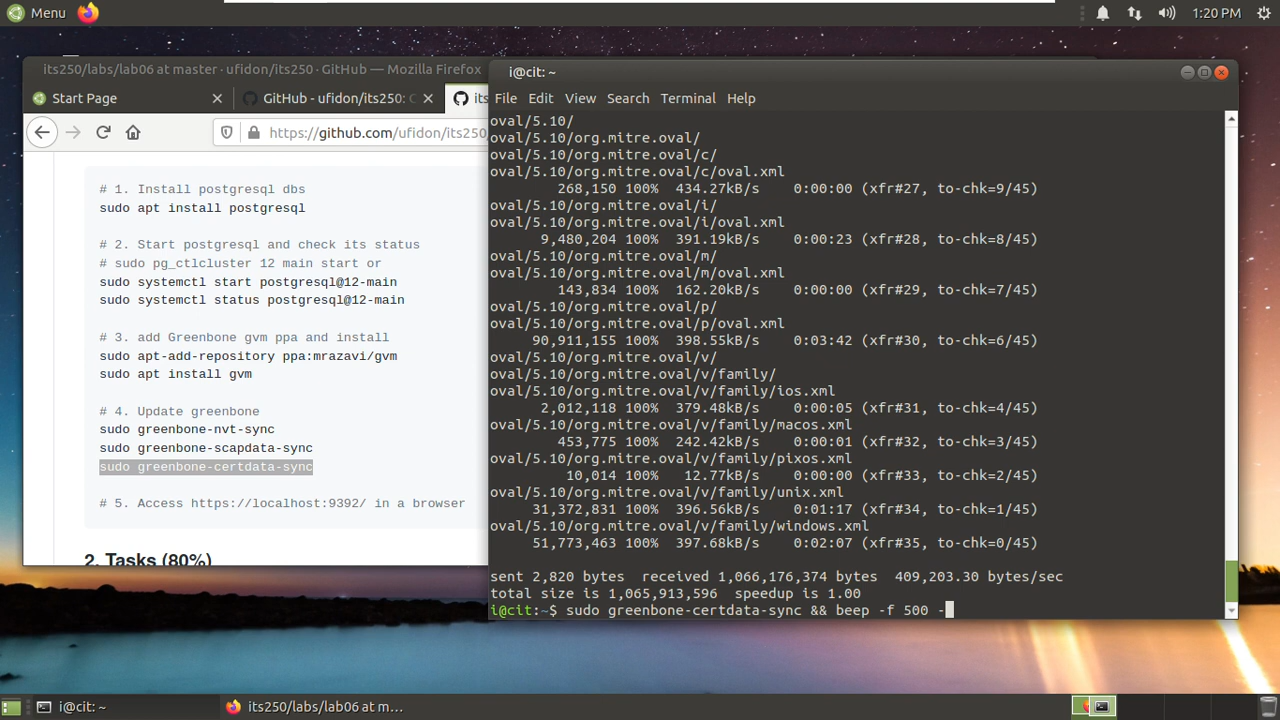 Menu
1:20 PM
its250/labs/lab06 at master · ufidon/its250 · GitHub — Mozilla Firefox
Start Page
GitHub - ufidon/its250: C
its
https://github.com/ufidon/its250
# 1. Install postgresql dbs
sudo apt install postgresql
# 2. Start postgresql and check its status
# sudo pg_ctlcluster 12 main start or
sudo systemctl start postgresql@12-main
sudo systemctl status postgresql@12-main
# 3. add Greenbone gvm ppa and install
sudo apt-add-repository ppa:mrazavi/gvm
sudo apt install gvm
# 4. Update greenbone
sudo greenbone-nvt-sync
sudo greenbone-scapdata-sync
sudo greenbone-certdata-sync
# 5. Access https://localhost:9392/ in a browser
2. Tasks (80%)
i@cit: ~
File Edit View Search Terminal Help
oval/5.10/
oval/5.10/org.mitre.oval/
oval/5.10/org.mitre.oval/c/
oval/5.10/org.mitre.oval/c/oval.xml
268,150 100% 434.27kB/s 0:00:00 (xfr#27, to-chk=9/45)
oval/5.10/org.mitre.oval/i/
oval/5.10/org.mitre.oval/i/oval.xml
9,480,204 100% 391.19kB/s 0:00:23 (xfr#28, to-chk=8/45)
oval/5.10/org.mitre.oval/m/
oval/5.10/org.mitre.oval/m/oval.xml
143,834 100% 162.20kB/s 0:00:00 (xfr#29, to-chk=7/45)
oval/5.10/org.mitre.oval/p/
oval/5.10/org.mitre.oval/p/oval.xml
90,911,155 100% 398.55kB/s 0:03:42 (xfr#30, to-chk=6/45)
oval/5.10/org.mitre.oval/v/
oval/5.10/org.mitre.oval/v/family/
oval/5.10/org.mitre.oval/v/family/ios.xml
2,012,118 100% 379.48kB/s 0:00:05 (xfr#31, to-chk=4/45)
oval/5.10/org.mitre.oval/v/family/macos.xml
453,775 100% 242.42kB/s 0:00:01 (xfr#32, to-chk=3/45)
oval/5.10/org.mitre.oval/v/family/pixos.xml
10,014 100% 12.77kB/s 0:00:00 (xfr#33, to-chk=2/45)
oval/5.10/org.mitre.oval/v/family/unix.xml
31,372,831 100% 396.56kB/s 0:01:17 (xfr#34, to-chk=1/45)
oval/5.10/org.mitre.oval/v/family/windows.xml
51,773,463 100% 397.68kB/s 0:02:07 (xfr#35, to-chk=0/45)
sent 2,820 bytes received 1,066,176,374 bytes 409,203.30 bytes/sec
total size is 1,065,913,596 speedup is 1.00
i@cit:~$ sudo greenbone-certdata-sync && beep -f 500 -
i@cit: ~
its250/labs/lab06 at m...